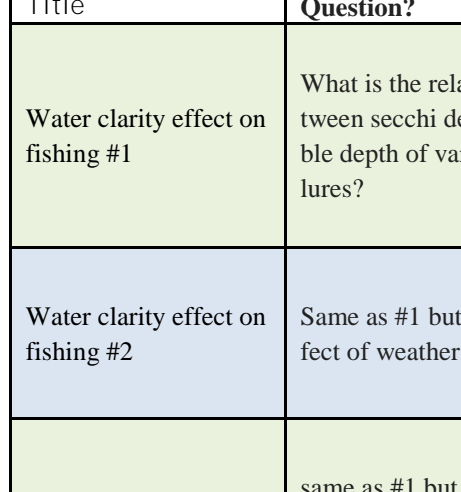 Title
Question?
Water clarity effect on
fishing #1
What is the rel
tween secchi de
ble depth of va
lures?
Water clarity effect on
fishing #2
Same as #1 but
fect of weather
same as #1 but